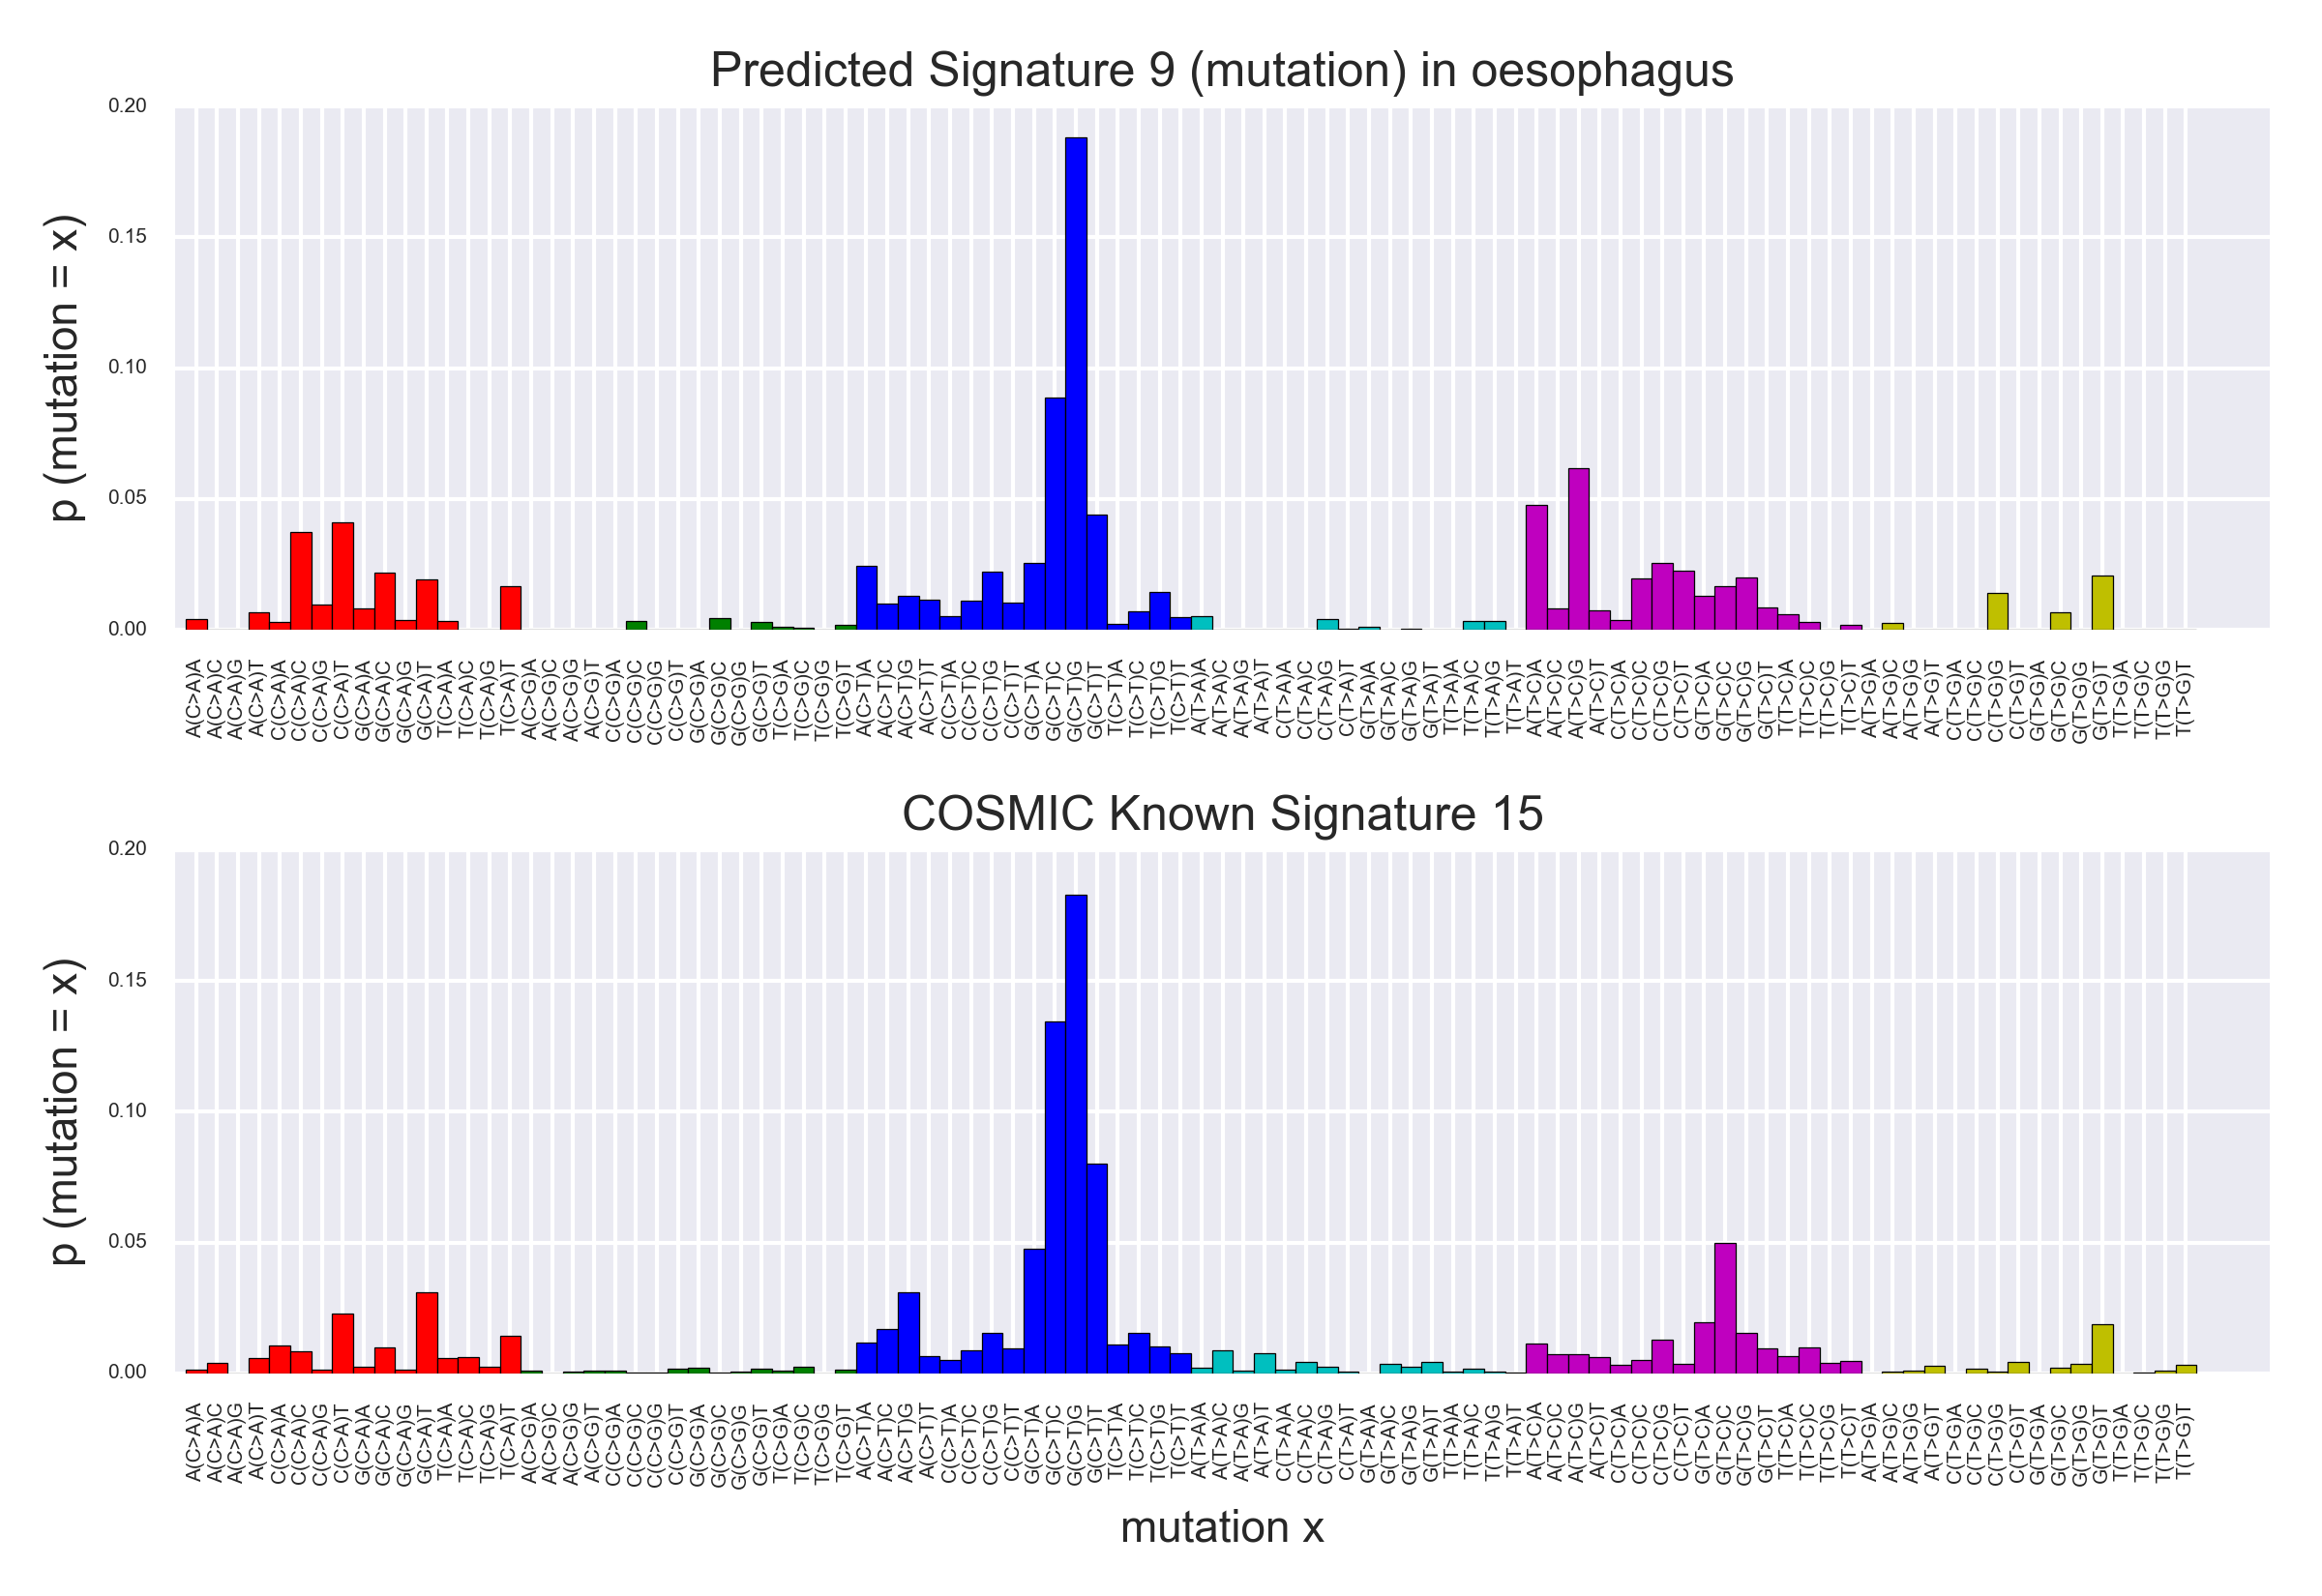 Predicted Signature 9 (mutation) in oesophagus
p (mutation = x)
0.20
0.15
0.10
0.05
0.00
A(C>A)A A(C>A)C A(C>A)G A(C>A)T C(C>A)A C(C>A)C C(C>A)G C(C>A)T G(C>A)A G(C>A)C G(C>A)G G(C>A)T T(C>A)A T(C>A)C T(C>A)G T(C>A)T A(C>G)A A(C>G)C A(C>G)G A(C>G)T C(C>G)A C(C>G)C C(C>G)G C(C>G)T G(C>G)A G(C>G)C G(C>G)G G(C>G)T T(C>G)A T(C>G)C T(C>G)G T(C>G)T A(C>T)A A(C>T)C A(C>T)G A(C>T)T C(C>T)A C(C>T)C C(C>T)G C(C>T)T G(C>T)A G(C>T)C G(C>T)G G(C>T)T T(C>T)A T(C>T)C T(C>T)G T(C>T)T A(T>A)A A(T>A)C A(T>A)G A(T>A)T C(T>A)A C(T>A)C C(T>A)G C(T>A)T G(T>A)A G(T>A)C G(T>A)G G(T>A)T T(T>A)A T(T>A)C T(T>A)G T(T>A)T A(T>C)A A(T>C)C A(T>C)G A(T>C)T C(T>C)A C(T>C)C C(T>C)G C(T>C)T G(T>C)A G(T>C)C G(T>C)G G(T>C)T T(T>C)A T(T>C)C T(T>C)G T(T>C)T A(T>G)A A(T>G)C A(T>G)G A(T>G)T C(T>G)A C(T>G)C C(T>G)G C(T>G)T G(T>G)A G(T>G)C G(T>G)G G(T>G)T T(T>G)A T(T>G)C T(T>G)G T(T>G)T
COSMIC Known Signature 15
p (mutation = x)
0.20
0.15
0.10
0.05
0.00
A(C>A)A A(C>A)C A(C>A)G A(C>A)T C(C>A)A C(C>A)C C(C>A)G C(C>A)T G(C>A)A G(C>A)C G(C>A)G G(C>A)T T(C>A)A T(C>A)C T(C>A)G T(C>A)T A(C>G)A A(C>G)C A(C>G)G A(C>G)T C(C>G)A C(C>G)C C(C>G)G C(C>G)T G(C>G)A G(C>G)C G(C>G)G G(C>G)T T(C>G)A T(C>G)C T(C>G)G T(C>G)T A(C>T)A A(C>T)C A(C>T)G A(C>T)T C(C>T)A C(C>T)C C(C>T)G C(C>T)T G(C>T)A G(C>T)C G(C>T)G G(C>T)T T(C>T)A T(C>T)C T(C>T)G T(C>T)T A(T>A)A A(T>A)C A(T>A)G A(T>A)T C(T>A)A C(T>A)C C(T>A)G C(T>A)T G(T>A)A G(T>A)C G(T>A)G G(T>A)T T(T>A)A T(T>A)C T(T>A)G T(T>A)T A(T>C)A A(T>C)C A(T>C)G A(T>C)T C(T>C)A C(T>C)C C(T>C)G C(T>C)T G(T>C)A G(T>C)C G(T>C)G G(T>C)T T(T>C)A T(T>C)C T(T>C)G T(T>C)T A(T>G)A A(T>G)C A(T>G)G A(T>G)T C(T>G)A C(T>G)C C(T>G)G C(T>G)T G(T>G)A G(T>G)C G(T>G)G G(T>G)T T(T>G)A T(T>G)C T(T>G)G T(T>G)T
mutation x